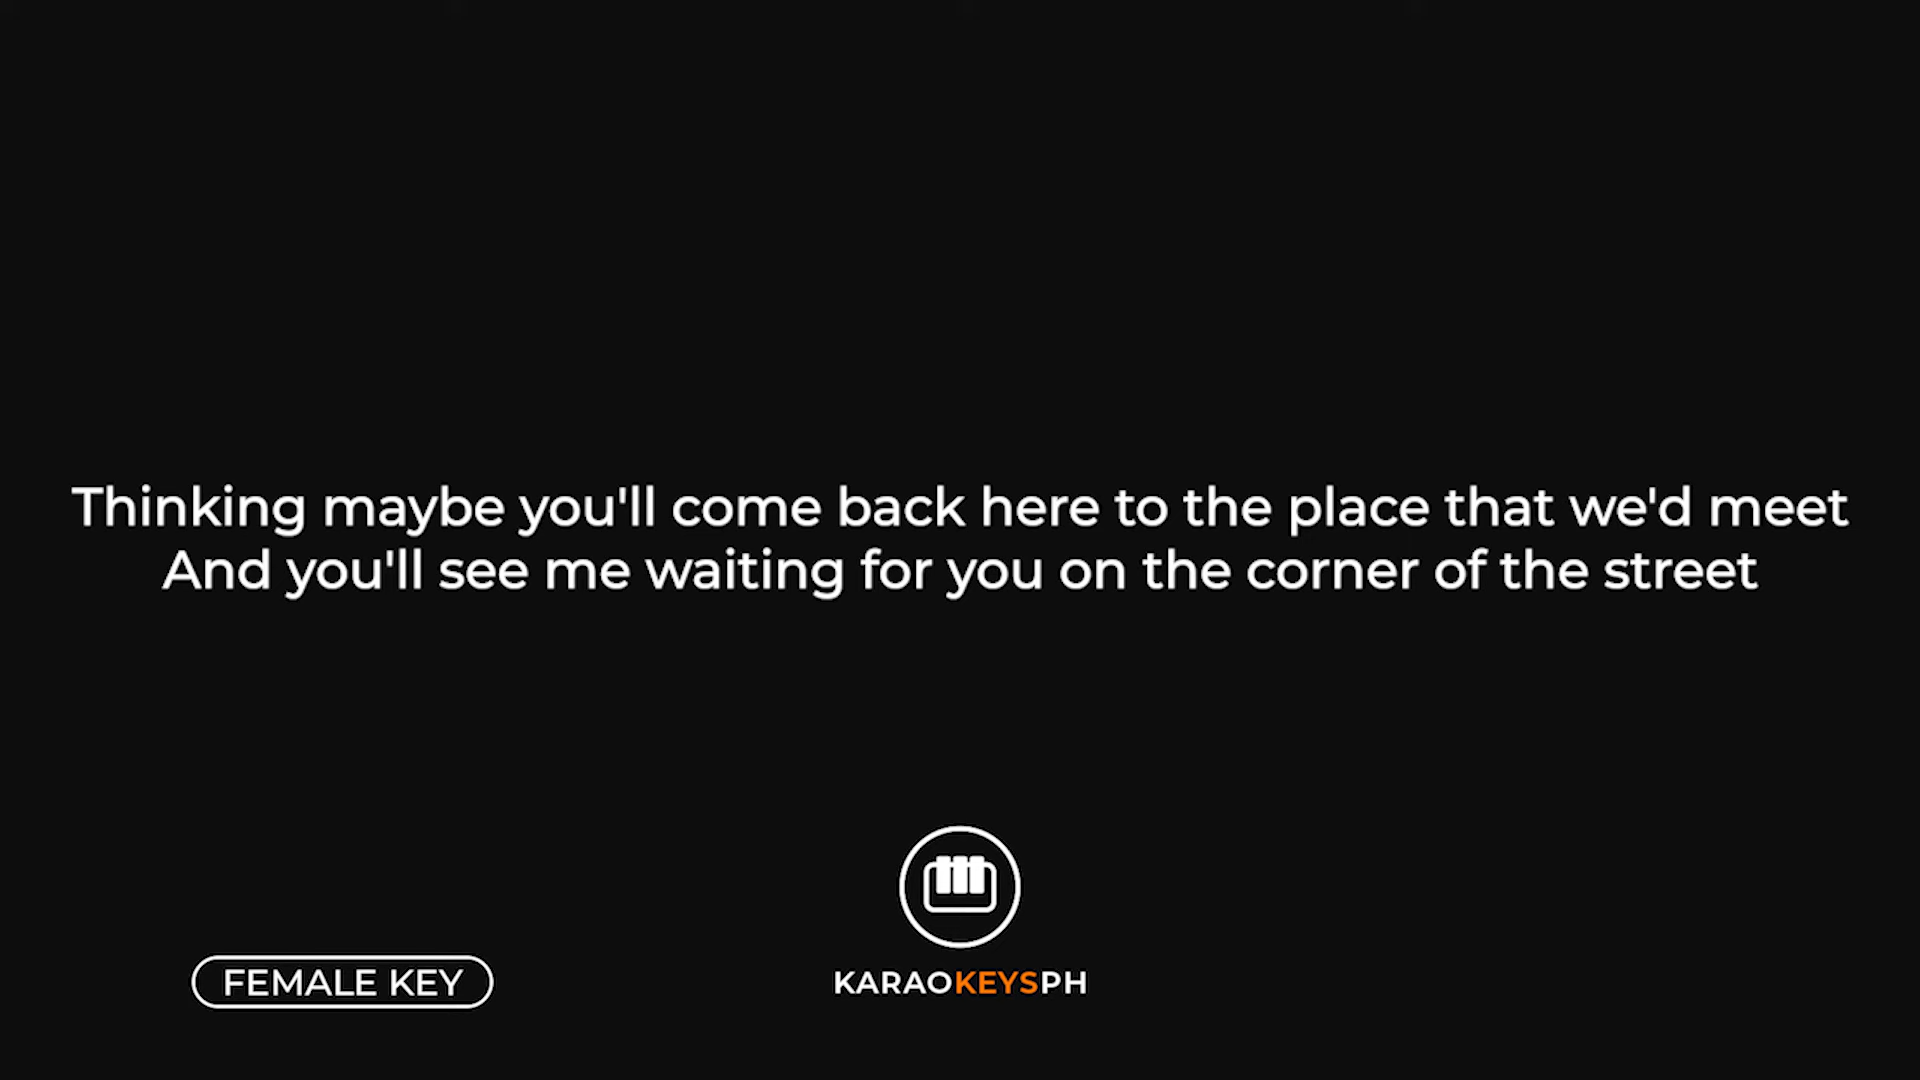 Thinking maybe you'll come back here to the place that we'd meet
And you'll see me waiting for you on the corner of the street
FEMALE KEY
KARAOKEYSPH